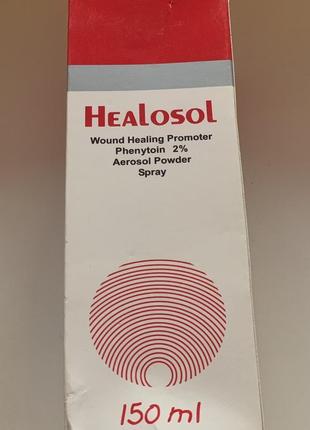 HEALOSOL
Wound Healing Promoter
Phenytoin 2%
Aerosol Powder
Spray
150 ml